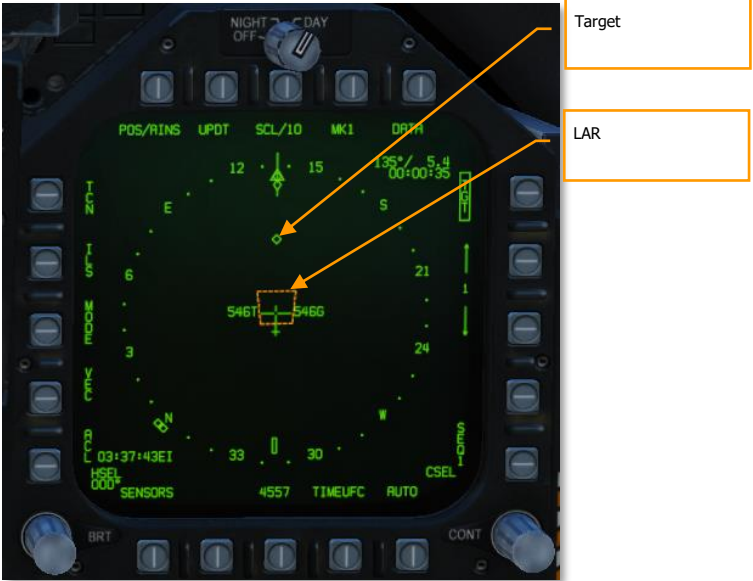 Target
NIGHT DAY
OFF
LAR
POS/AINS UPDT SCL/10 MK1 DATA
135°/ 5.4
00:00:35
12 15
TCN
TGT
E S
ILS
6 21
1
MODE
546T 546G
3 24
VEC
N W
ACL
03:37:43EI 33 30
SEQ1
HSEL
000°
CSEL
SENSORS 4557 TIMEUFC AUTO
BRT CONT